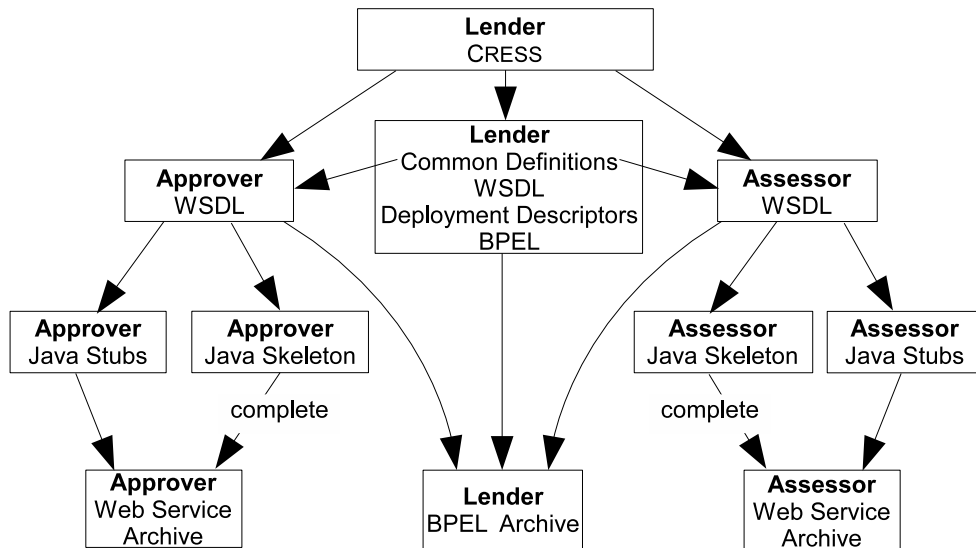 Lender
CRESS
Lender
Common Definitions
WSDL
Deployment Descriptors
BPEL
Approver
WSDL
Assessor
WSDL
Approver
Java Stubs
Approver
Java Skeleton
Assessor
Java Skeleton
Assessor
Java Stubs
complete
complete
Approver
Web Service
Archive
Lender
BPEL Archive
Assessor
Web Service
Archive